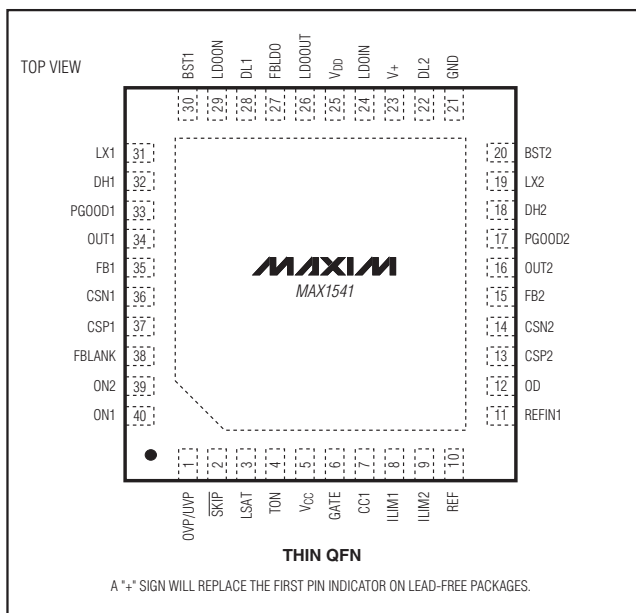 TOP VIEW
BST1 LDOON DL1 FBLDO LDOOUT VDD LDOIN V+ DL2 GND
30 29 28 27 26 25 24 23 22 21
LX1 31
DH1 32
PGOOD1 33
OUT1 34
FB1 35
CSN1 36
CSP1 37
FBLANK 38
ON2 39
ON1 40
MAXIM
MAX1541
20 BST2
19 LX2
18 DH2
17 PGOOD2
16 OUT2
15 FB2
14 CSN2
13 CSP2
12 OD
11 REFIN1
1 2 3 4 5 6 7 8 9 10
OVP/UVP SKIP LSAT TON VCC GATE CC1 ILIM1 ILIM2 REF
THIN QFN
A "+" SIGN WILL REPLACE THE FIRST PIN INDICATOR ON LEAD-FREE PACKAGES.